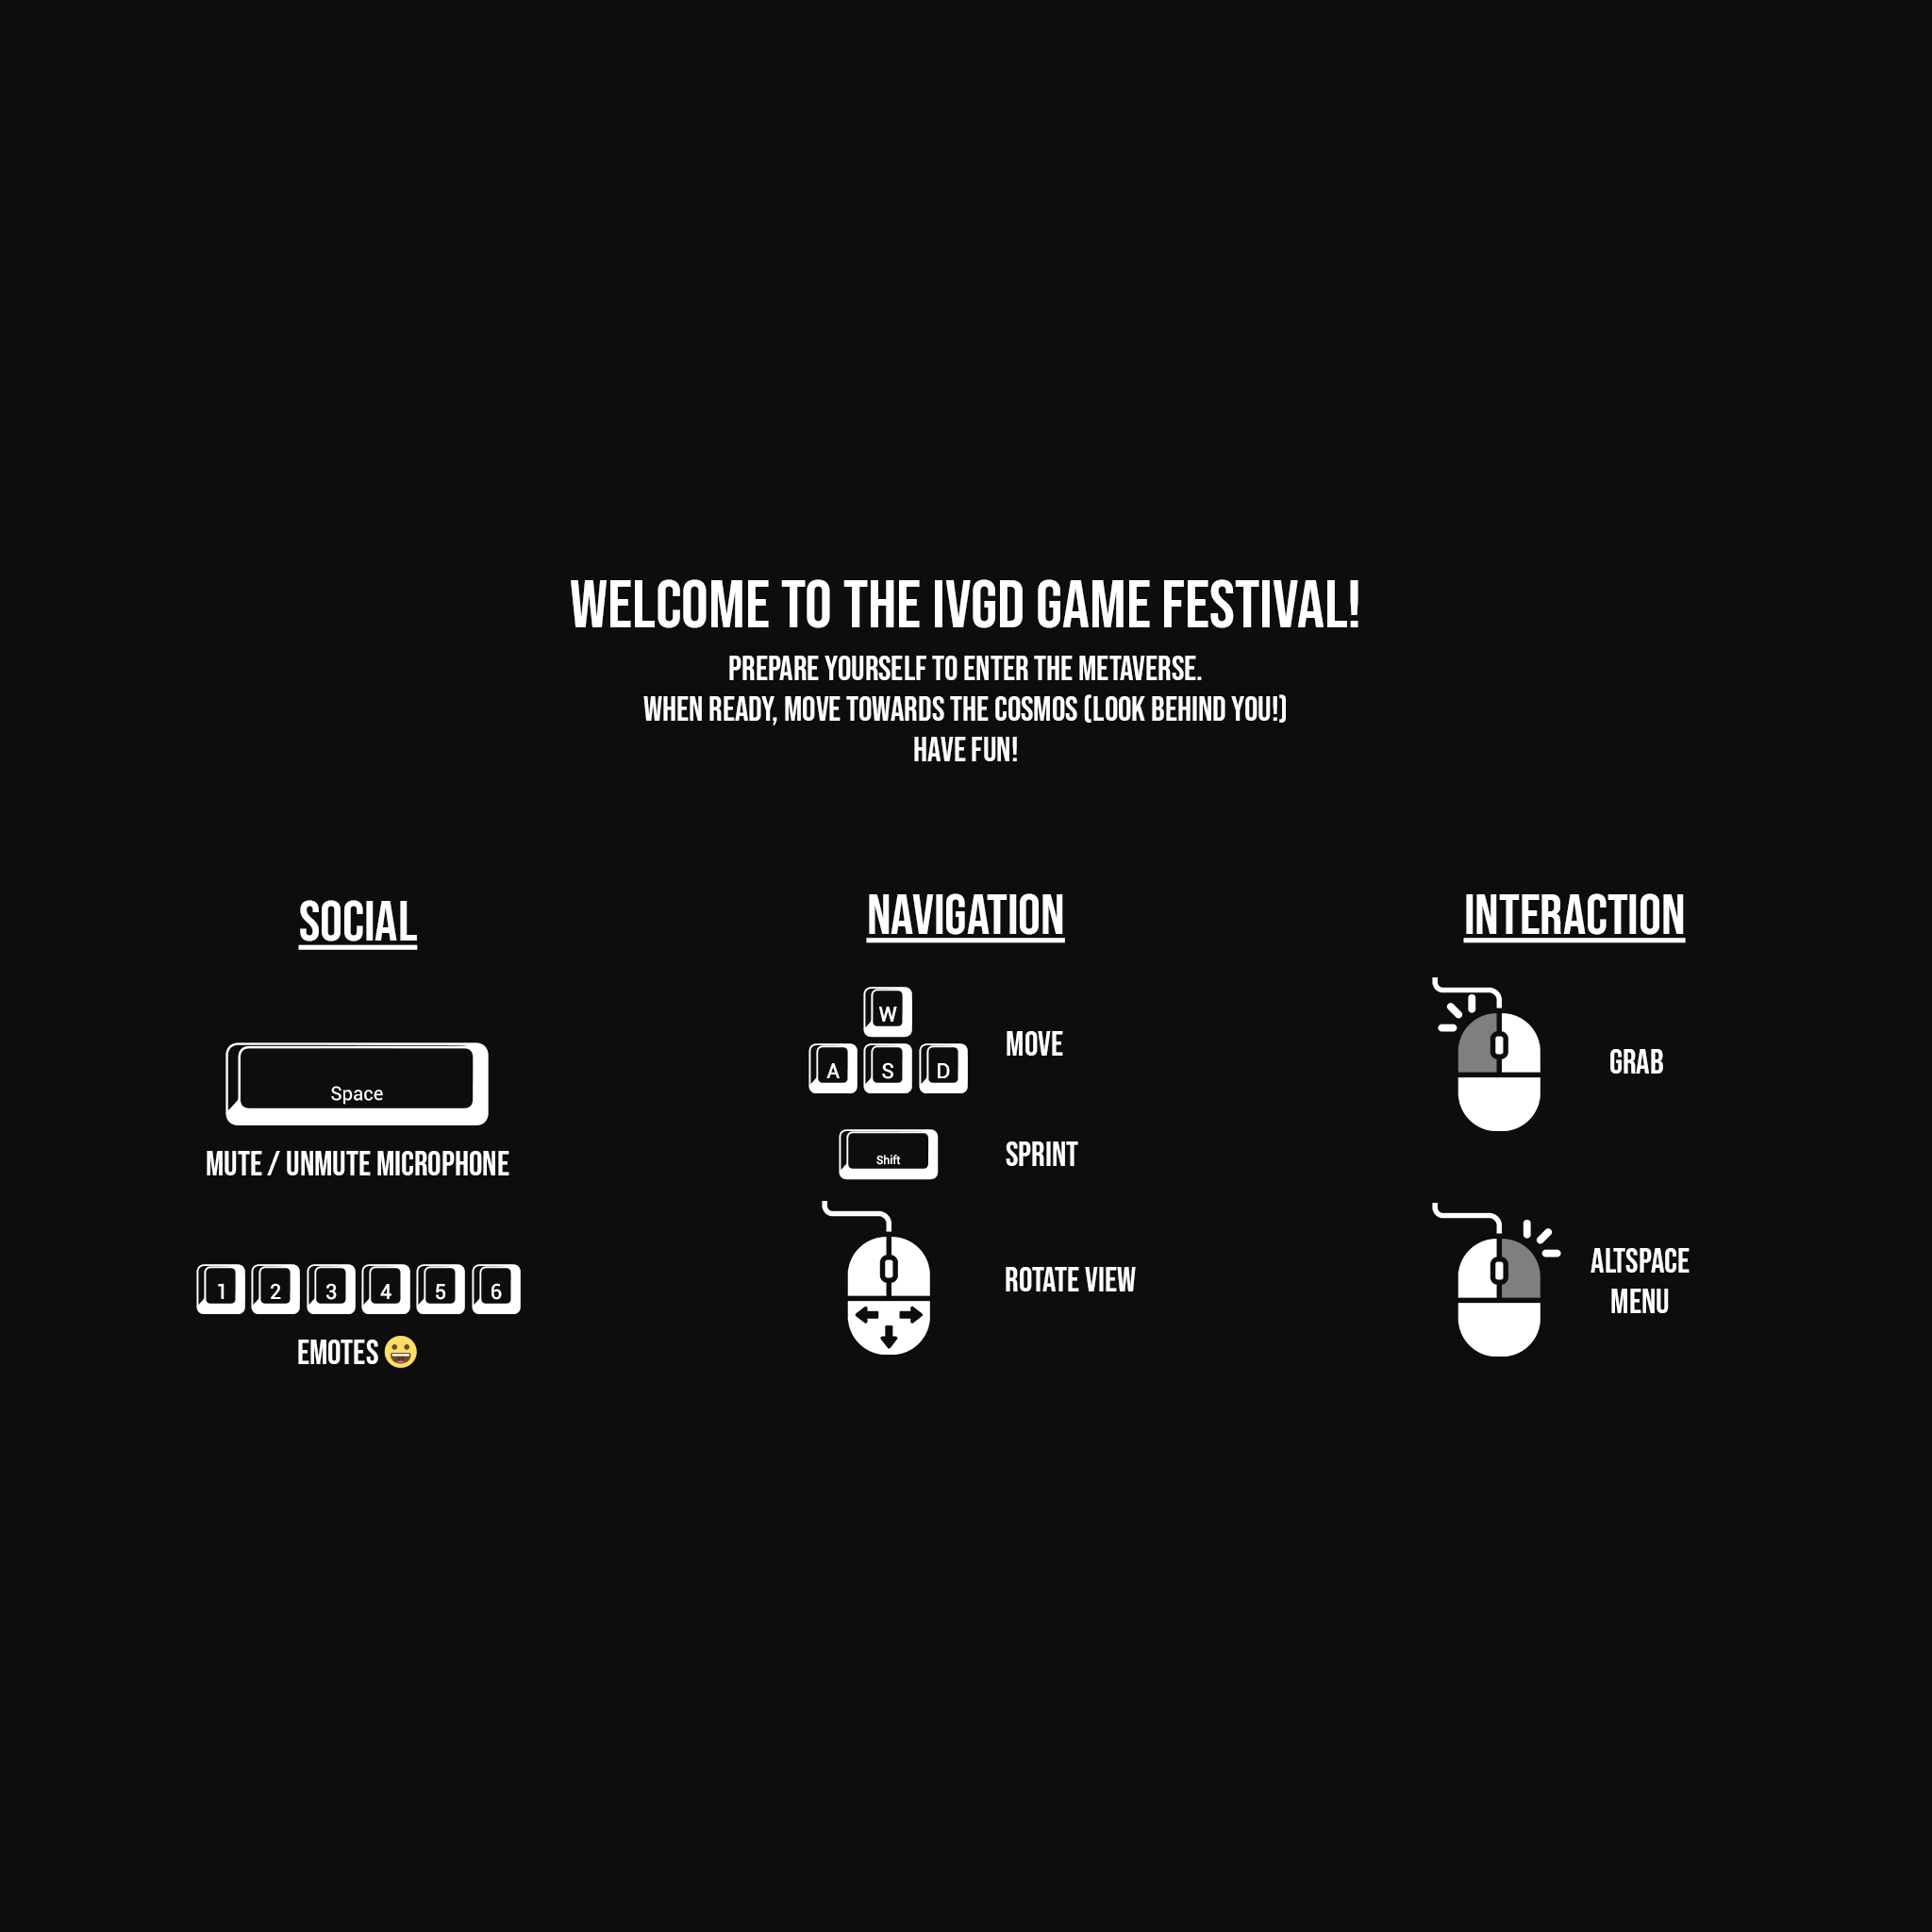 WELCOME TO THE IVGD GAME FESTIVAL!
PREPARE YOURSELF TO ENTER THE METAVERSE.
WHEN READY, MOVE TOWARDS THE COSMOS (LOOK BEHIND YOU!)
HAVE FUN!
SOCIAL
Space
MUTE / UNMUTE MICROPHONE
1 2 3 4 5 6
EMOTES 😀
NAVIGATION
W
A S D
MOVE
Shift
SPRINT
ROTATE VIEW
INTERACTION
GRAB
ALTSPACE
MENU